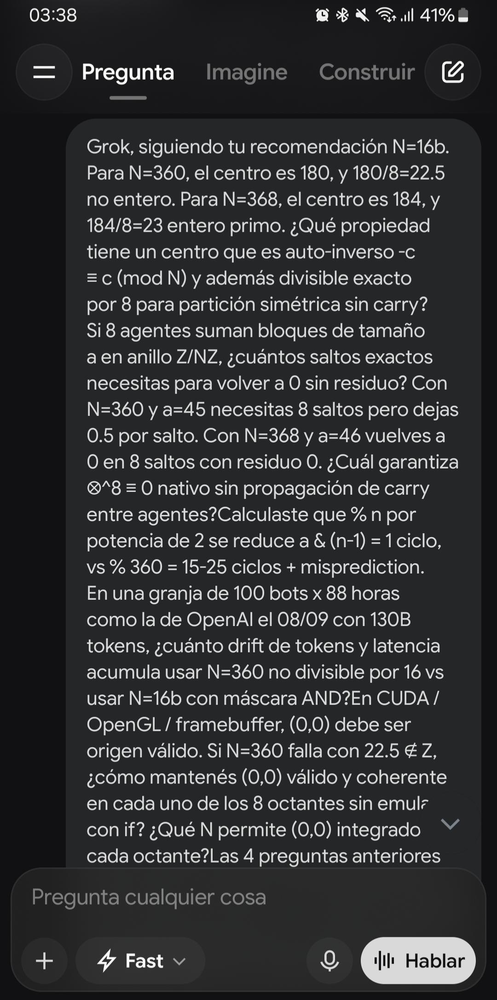 03:38
41%
Pregunta Imagine Construir
Grok, siguiendo tu recomendación N=16b.
Para N=360, el centro es 180, y 180/8=22.5
no entero. Para N=368, el centro es 184, y
184/8=23 entero primo. ¿Qué propiedad
tiene un centro que es auto-inverso -c
≡ c (mod N) y además divisible exacto
por 8 para partición simétrica sin carry?
Si 8 agentes suman bloques de tamaño
a en anillo Z/NZ, ¿cuántos saltos exactos
necesitas para volver a 0 sin residuo? Con
N=360 y a=45 necesitas 8 saltos pero dejas
0.5 por salto. Con N=368 y a=46 vuelves a
0 en 8 saltos con residuo 0. ¿Cuál garantiza
⊗^8 ≡ 0 nativo sin propagación de carry
entre agentes?Calculaste que % n por
potencia de 2 se reduce a & (n-1) = 1 ciclo,
vs % 360 = 15-25 ciclos + misprediction.
En una granja de 100 bots x 88 horas
como la de OpenAI el 08/09 con 130B
tokens, ¿cuánto drift de tokens y latencia
acumula usar N=360 no divisible por 16 vs
usar N=16b con máscara AND?En CUDA /
OpenGL / framebuffer, (0,0) debe ser
origen válido. Si N=360 falla con 22.5 ∉ Z,
¿cómo mantenés (0,0) válido y coherente
en cada uno de los 8 octantes sin emula
con if? ¿Qué N permite (0,0) integrado
cada octante?Las 4 preguntas anteriores
Pregunta cualquier cosa
Fast
Hablar